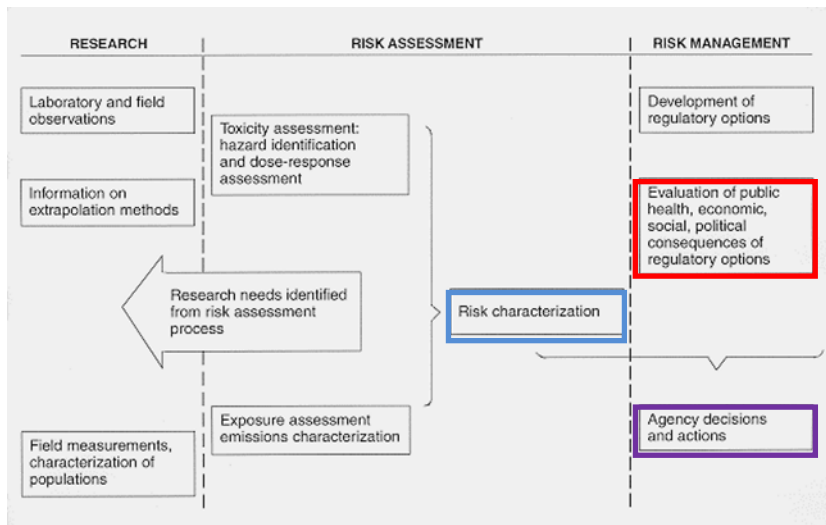 RESEARCH
RISK ASSESSMENT
RISK MANAGEMENT
Laboratory and field
observations
Information on
extrapolation methods
Research needs identified
from risk assessment
process
Field measurements,
characterization of
populations
Toxicity assessment:
hazard identification
and dose-response
assessment
Exposure assessment
emissions characterization
Risk characterization
Development of
regulatory options
Evaluation of public
health, economic,
social, political
consequences of
regulatory options
Agency decisions
and actions